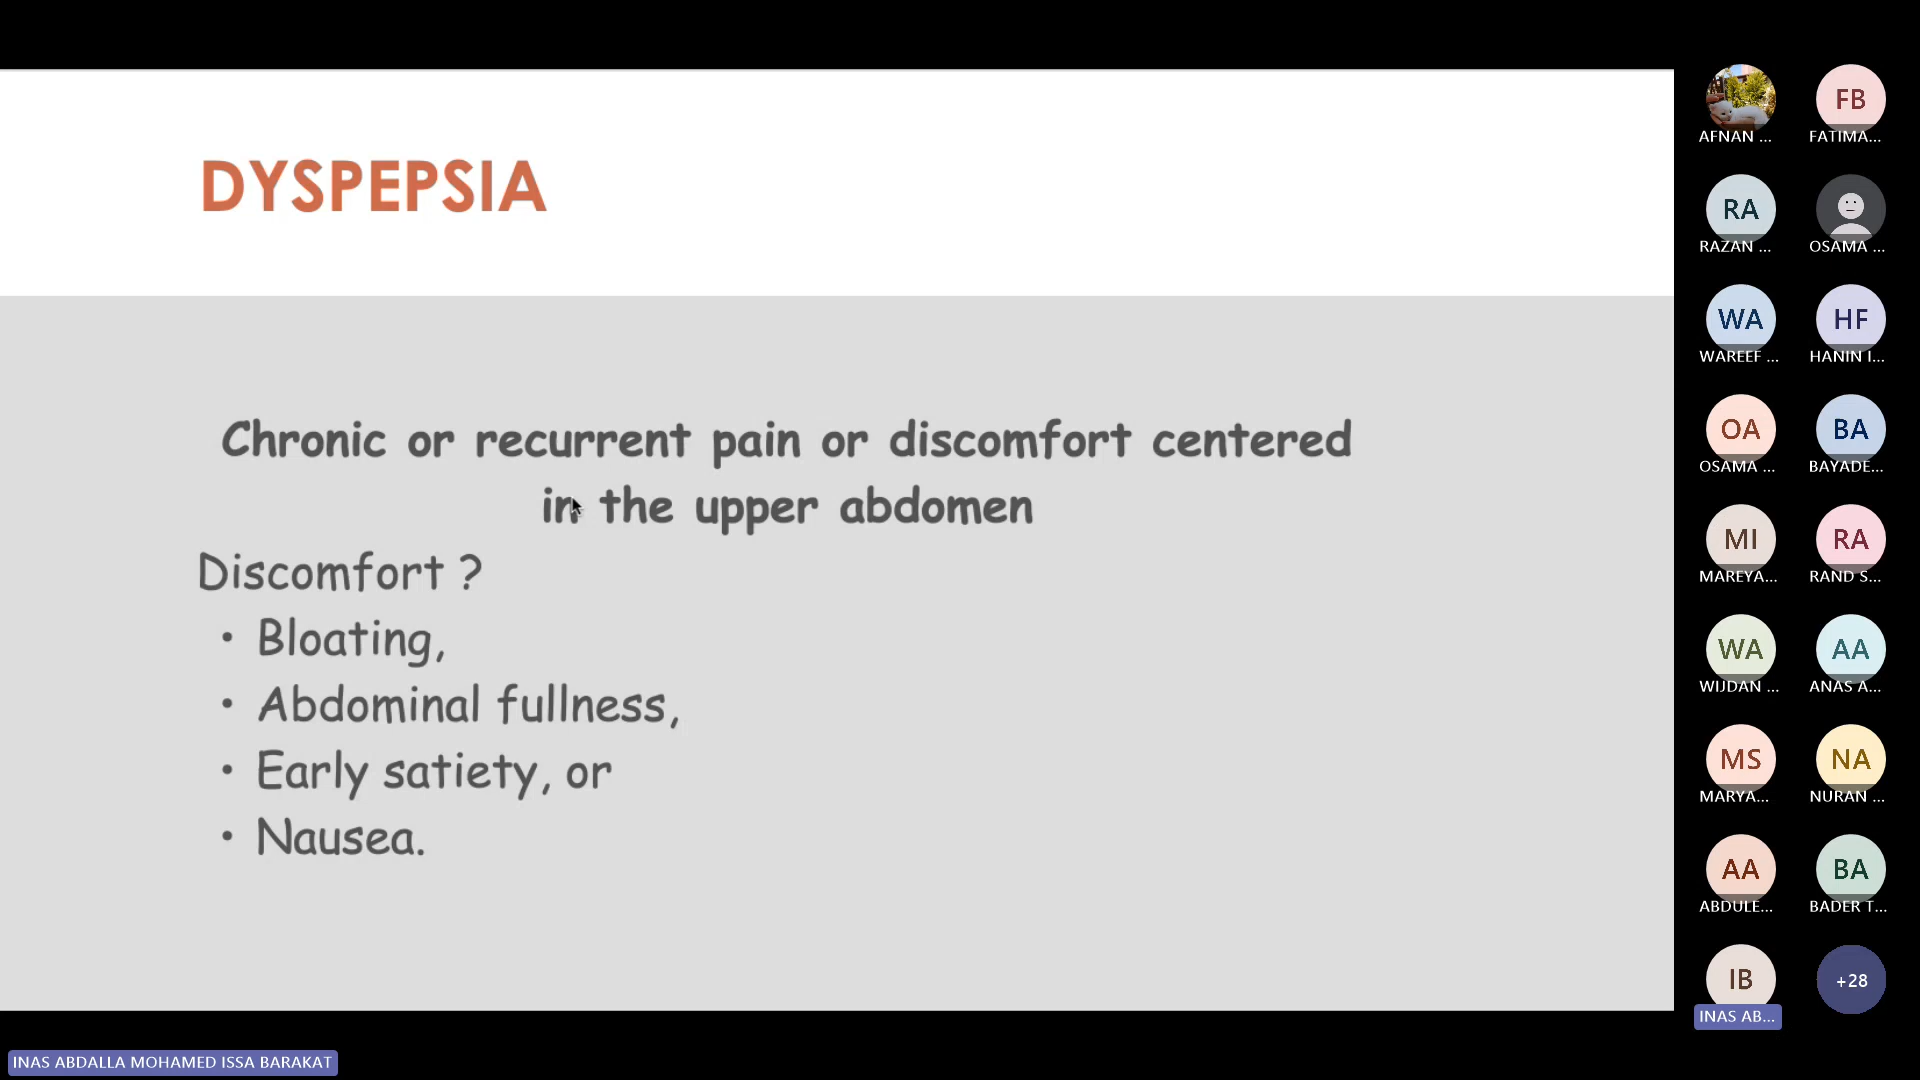 DYSPEPSIA
Chronic or recurrent pain or discomfort centered
in the upper abdomen
Discomfort ?
• Bloating,
• Abdominal fullness,
• Early satiety, or
• Nausea.
AFNAN ...
FB
FATIMA...
RA
RAZAN ...
OSAMA ...
WA
WAREEF ...
HF
HANIN I...
OA
OSAMA ...
BA
BAYADE...
MI
MAREYA...
RA
RAND S...
WA
WIJDAN ...
AA
ANAS A...
MS
MARYA...
NA
NURAN ...
AA
ABDULE...
BA
BADER T...
IB
INAS AB...
+28
INAS ABDALLA MOHAMED ISSA BARAKAT